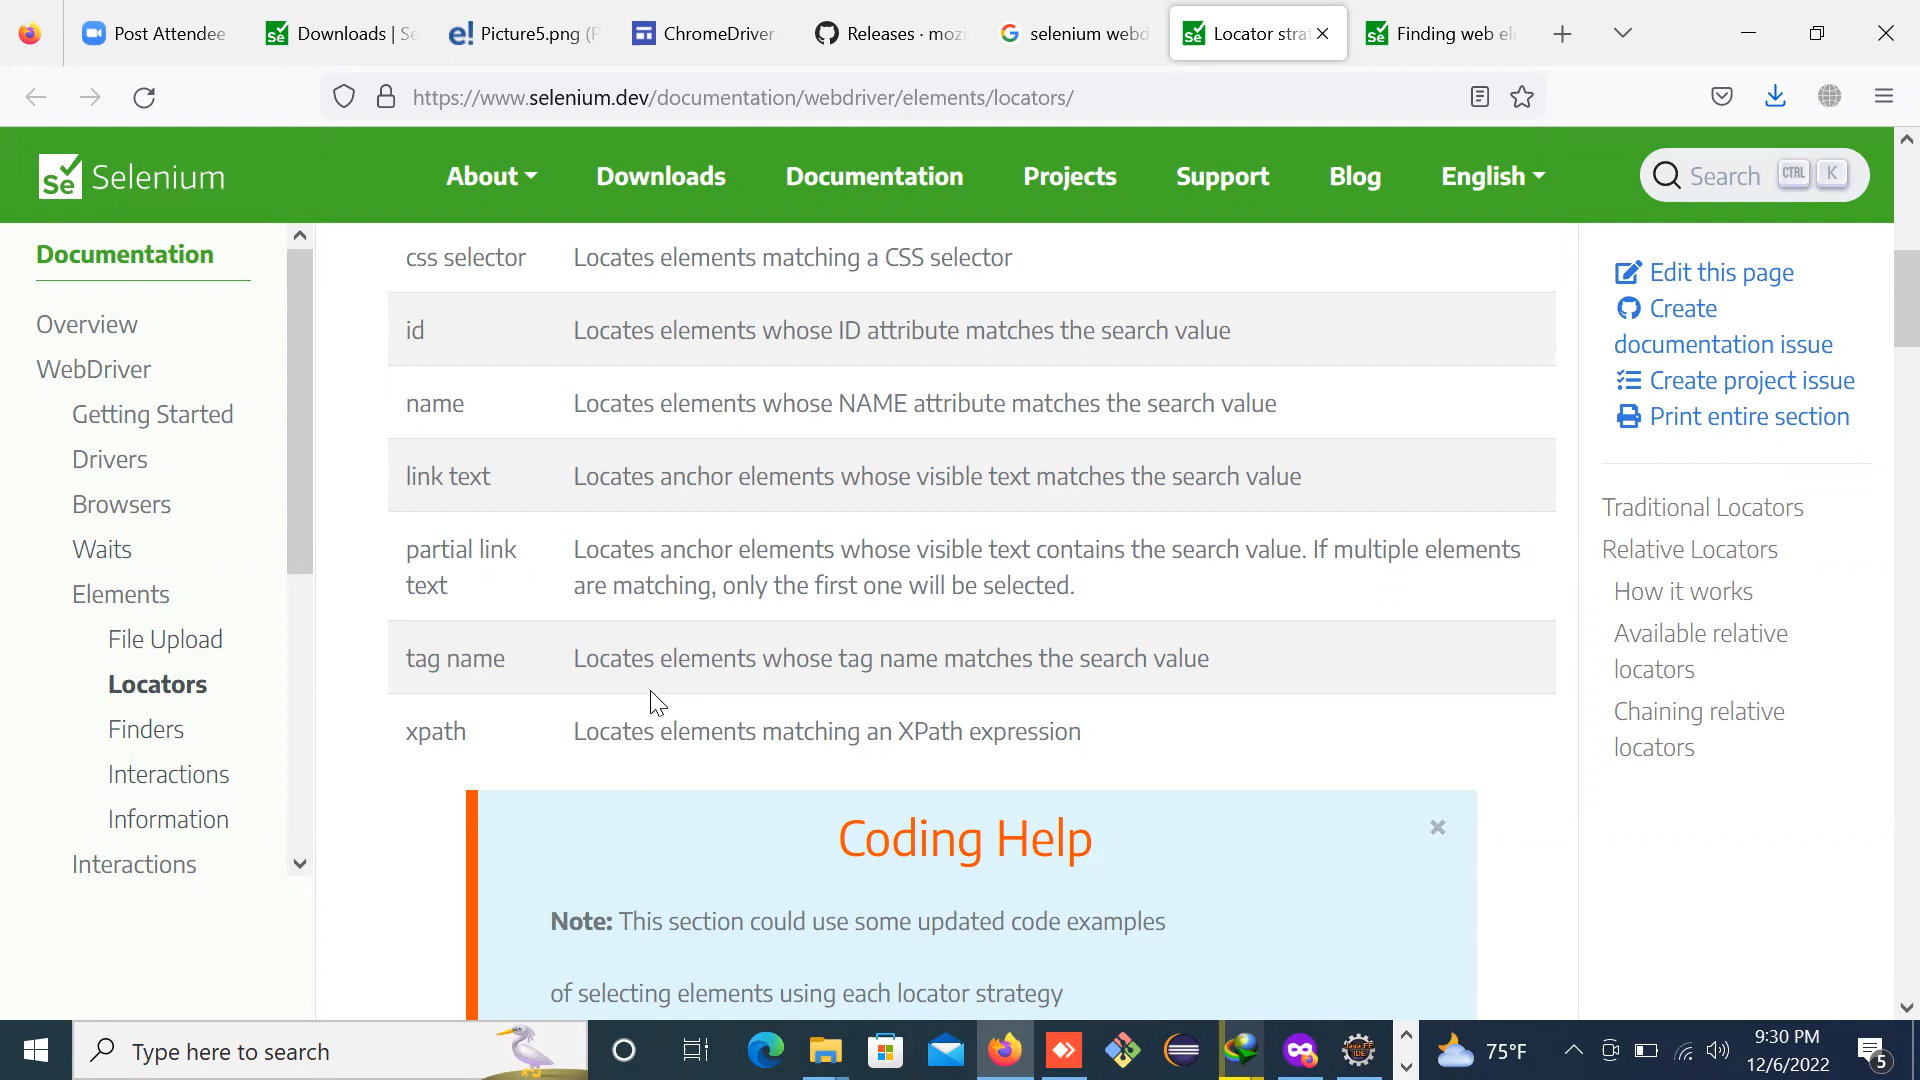 Post Attendee
Downloads | Se
Picture5.png (P
ChromeDriver
Releases · moz
selenium webd
Locator strat
Finding web el
https://www.selenium.dev/documentation/webdriver/elements/locators/
Se Selenium
About
Downloads
Documentation
Projects
Support
Blog
English
Search CTRL K
Documentation
Overview
WebDriver
Getting Started
Drivers
Browsers
Waits
Elements
File Upload
Locators
Finders
Interactions
Information
Interactions
css selector Locates elements matching a CSS selector
id Locates elements whose ID attribute matches the search value
name Locates elements whose NAME attribute matches the search value
link text Locates anchor elements whose visible text matches the search value
partial link Locates anchor elements whose visible text contains the search value. If multiple elements
text are matching, only the first one will be selected.
tag name Locates elements whose tag name matches the search value
xpath Locates elements matching an XPath expression
Coding Help
Note: This section could use some updated code examples
of selecting elements using each locator strategy
Edit this page
Create
documentation issue
Create project issue
Print entire section
Traditional Locators
Relative Locators
How it works
Available relative
locators
Chaining relative
locators
Type here to search
75°F
9:30 PM
12/6/2022
5